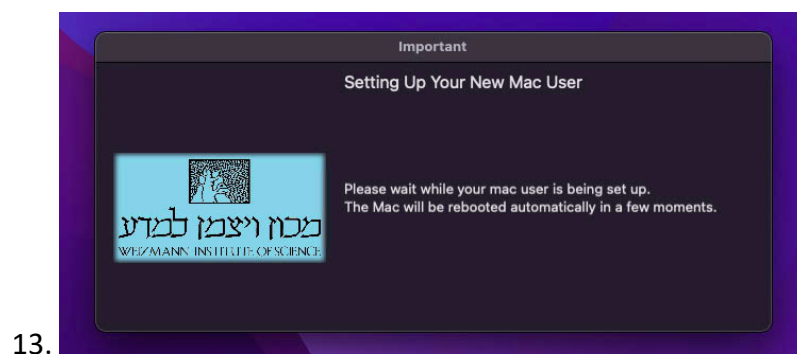 Important
Setting Up Your New Mac User
Please wait while your mac user is being set up.
The Mac will be rebooted automatically in a few moments.
מכון ויצמן למדע
WEIZMANN INSTITUTE OF SCIENCE
13.